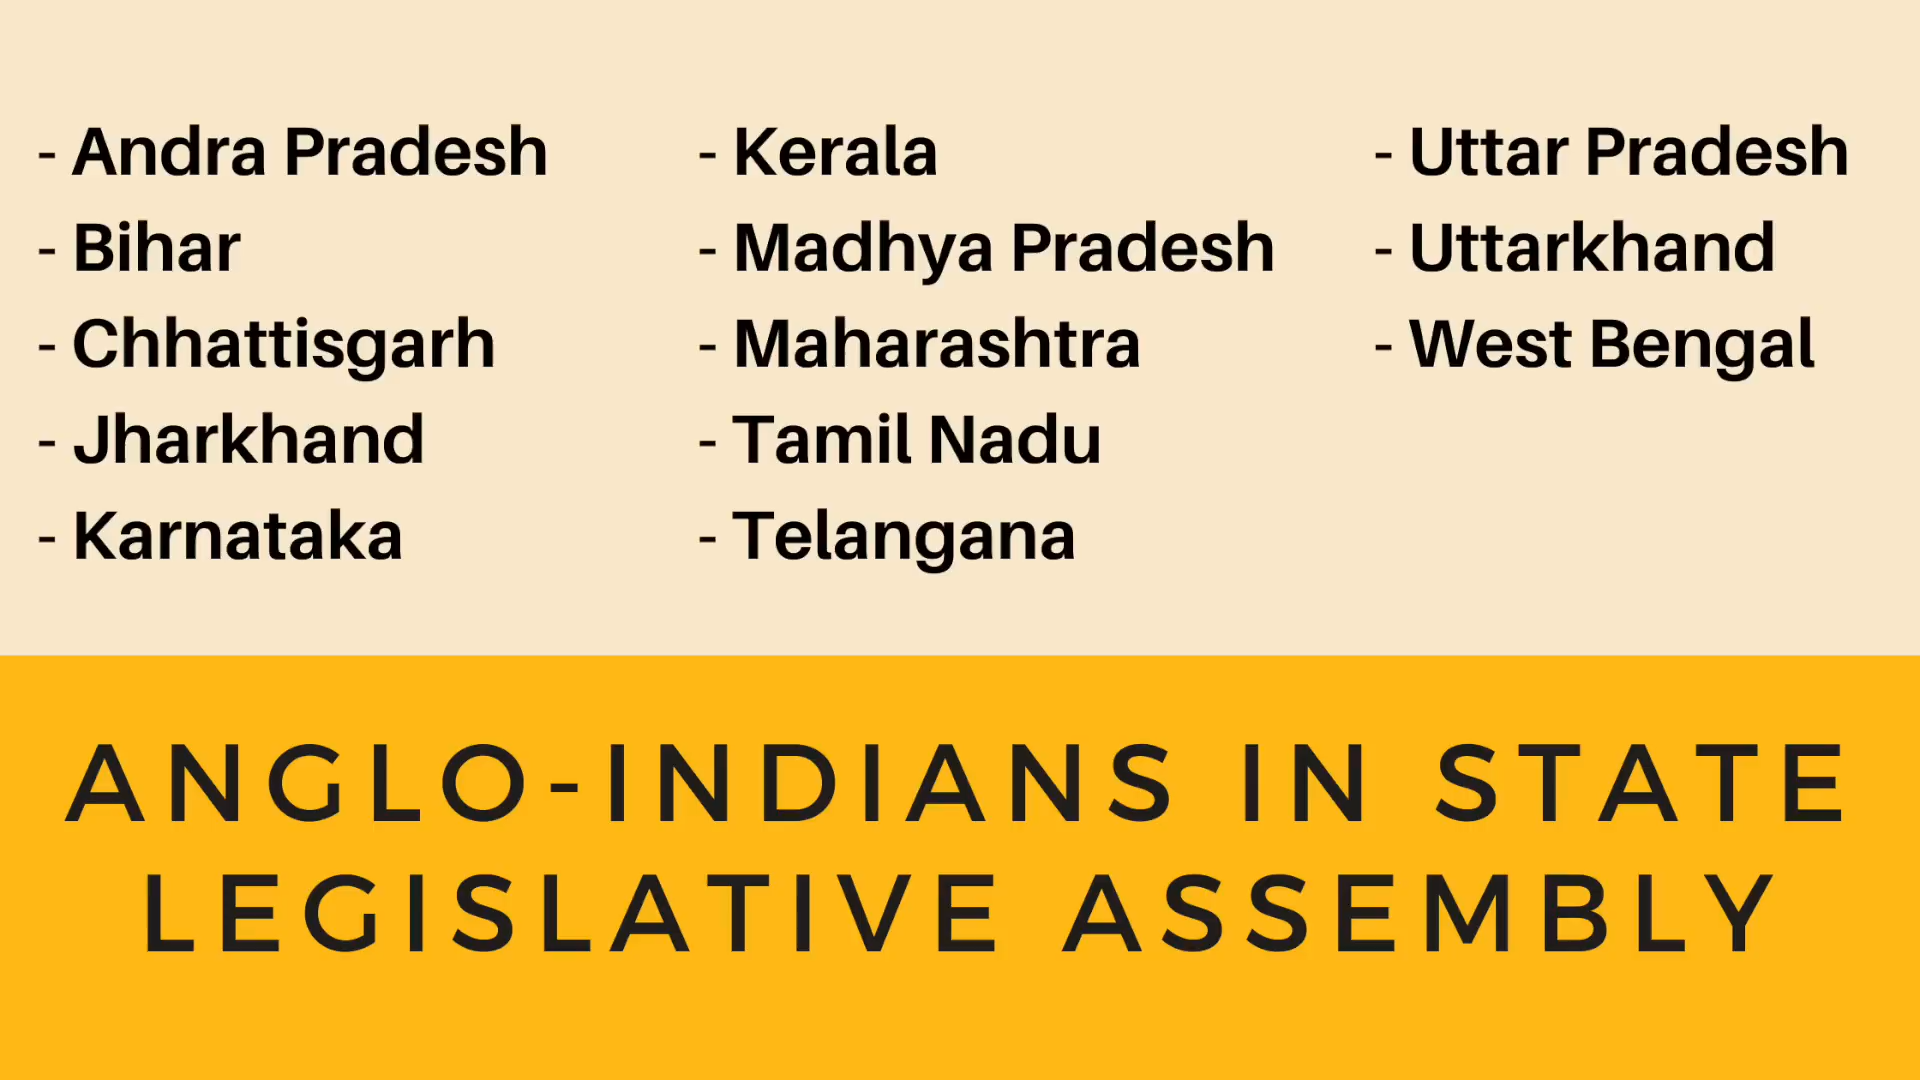 - Andra Pradesh
- Bihar
- Chhattisgarh
- Jharkhand
- Karnataka
- Kerala
- Madhya Pradesh
- Maharashtra
- Tamil Nadu
- Telangana
- Uttar Pradesh
- Uttarkhand
- West Bengal
ANGLO-INDIANS IN STATE
LEGISLATIVE ASSEMBLY